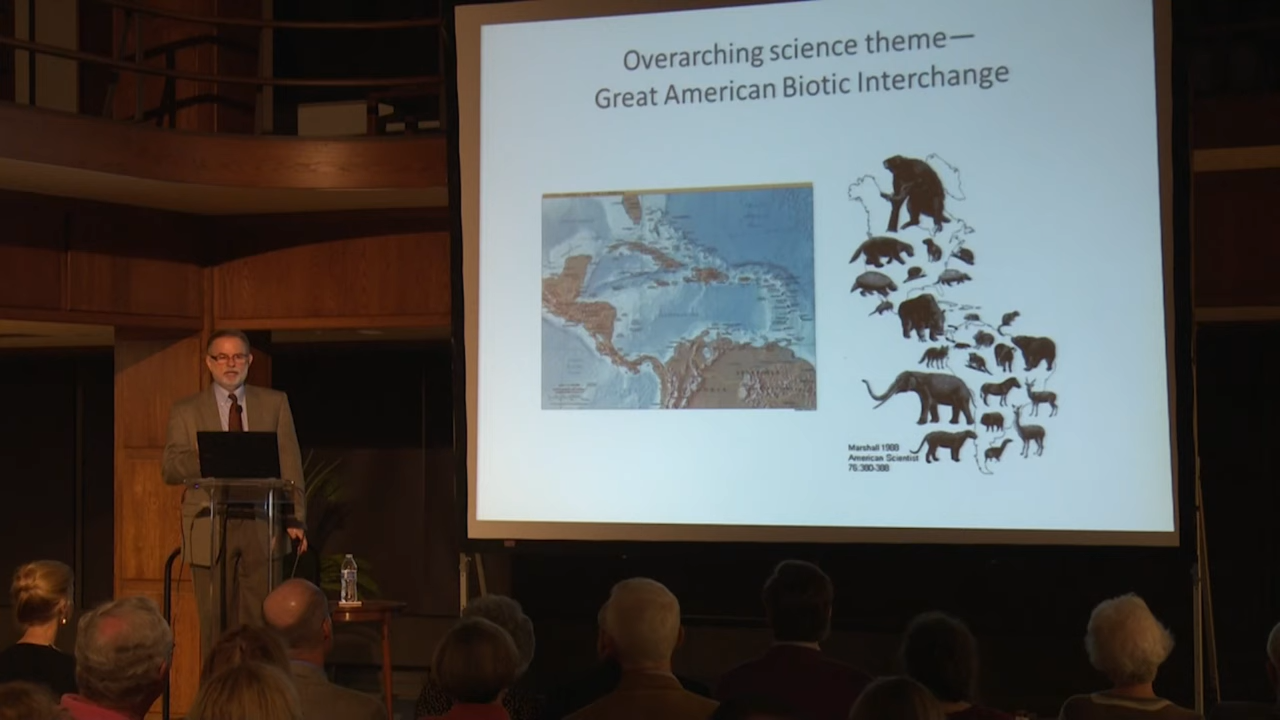 Overarching science theme—
Great American Biotic Interchange
Marshall 1988
American Scientist
76:380-388